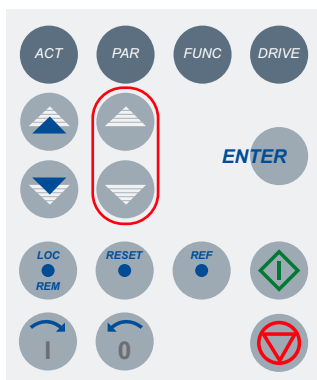 ACT PAR FUNC DRIVE
ENTER
LOC RESET REF
REM
I 0